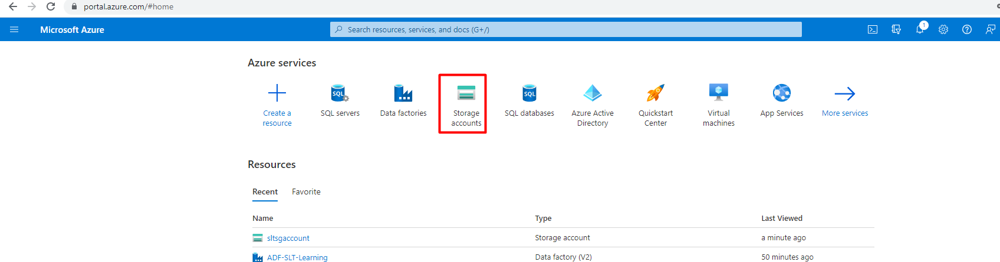 portal.azure.com/#home
Microsoft Azure
Search resources, services, and docs (G+/)
1
Azure services
SQL
SQL
Create a
resource
SQL servers
Data factories
Storage
accounts
SQL databases
Azure Active
Directory
Quickstart
Center
Virtual
machines
App Services
More services
Resources
Recent Favorite
Name Type Last Viewed
sltsgaccount Storage account a minute ago
ADF-SLT-Learning Data factory (V2) 50 minutes ago